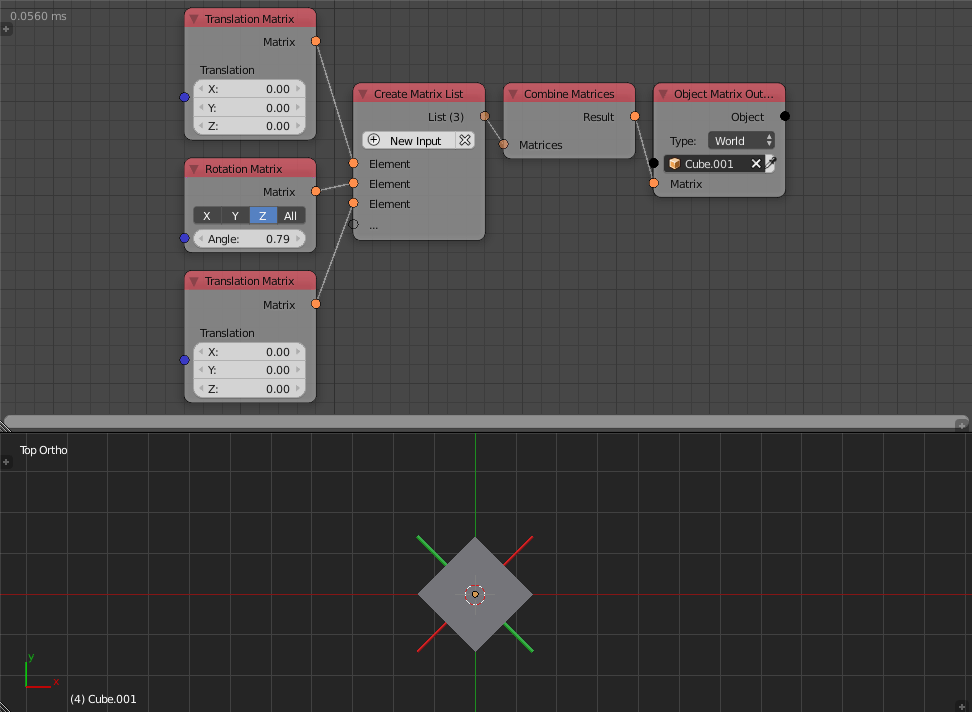 0.0560 ms
Translation Matrix
Matrix
Translation
X: 0.00
Y: 0.00
Z: 0.00
Rotation Matrix
Matrix
X Y Z All
Angle: 0.79
Translation Matrix
Matrix
Translation
X: 0.00
Y: 0.00
Z: 0.00
Create Matrix List
List (3)
New Input
Element
Element
Element
...
Combine Matrices
Result
Matrices
Object Matrix Out...
Object
Type: World
Cube.001
Matrix
Top Ortho
y
x
(4) Cube.001